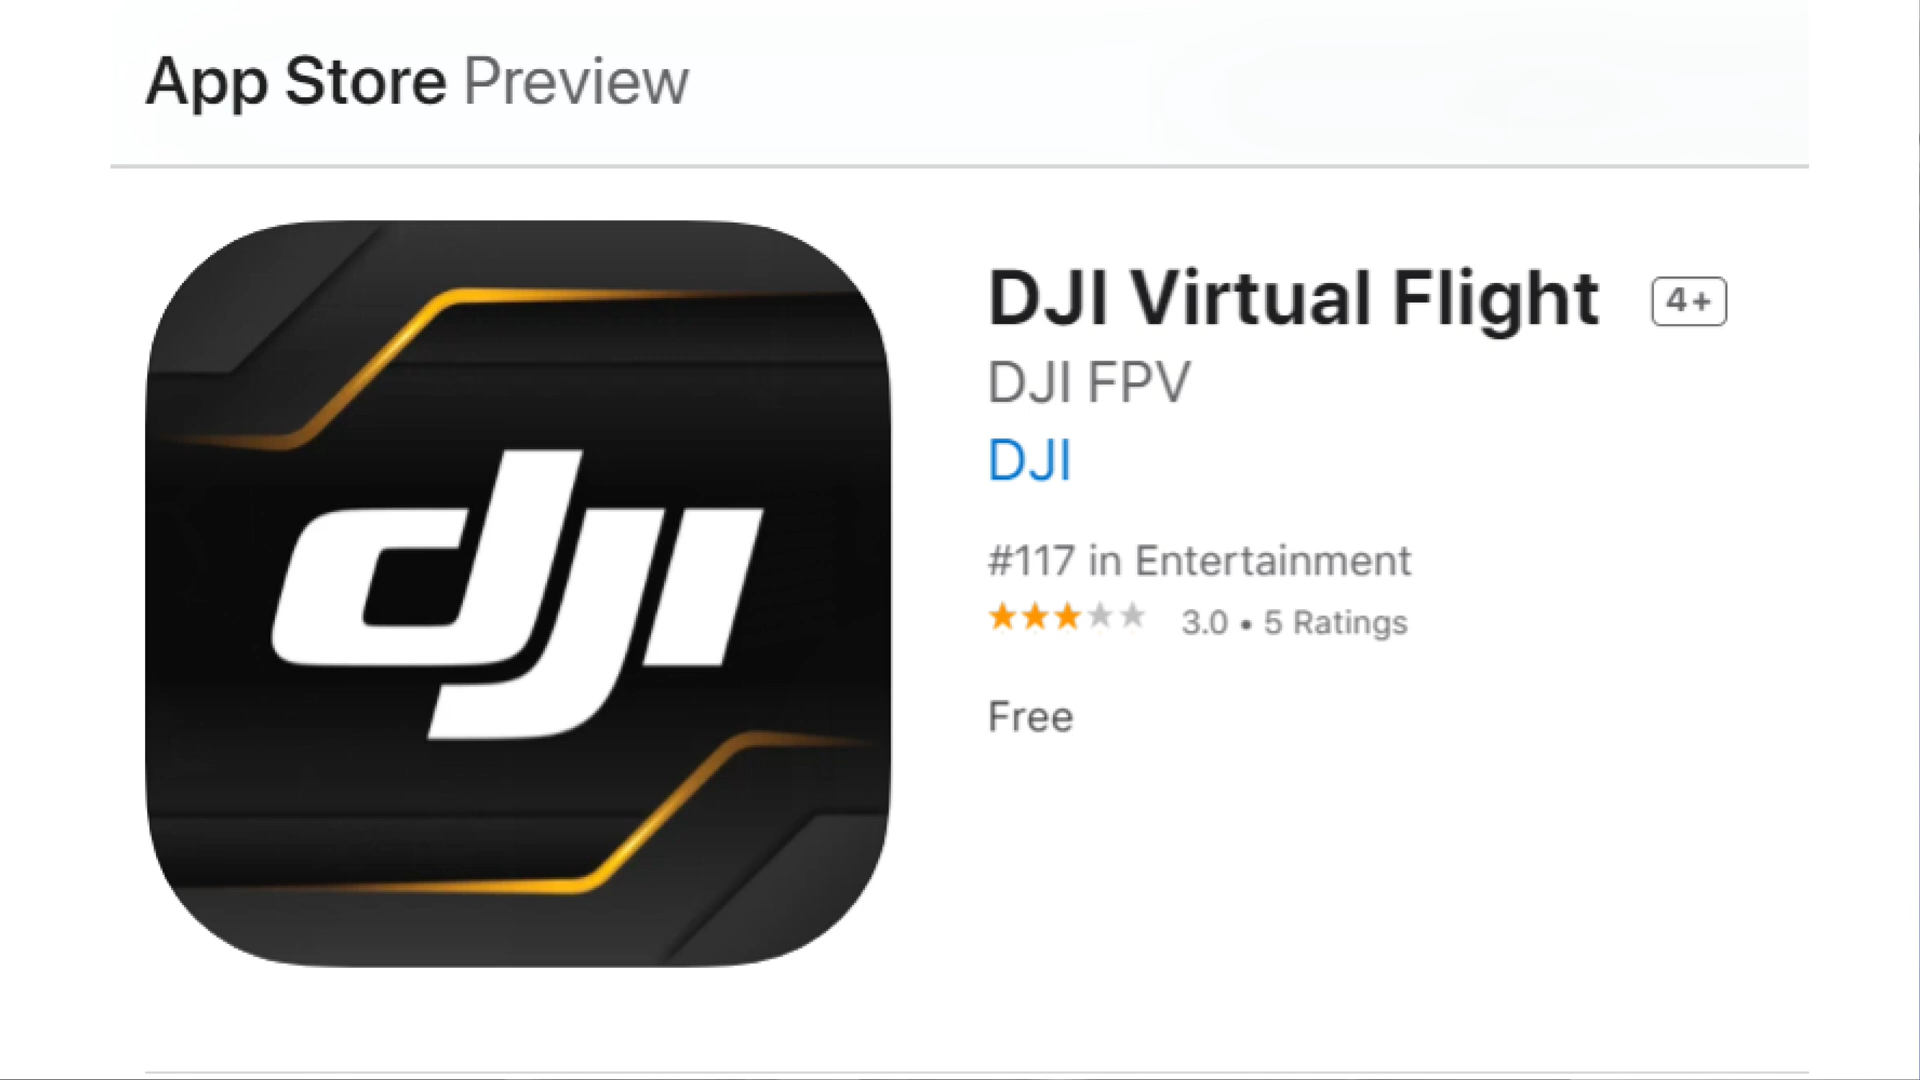 App Store Preview
dji
DJI Virtual Flight 4+
DJI FPV
DJI
#117 in Entertainment
3.0 • 5 Ratings
Free